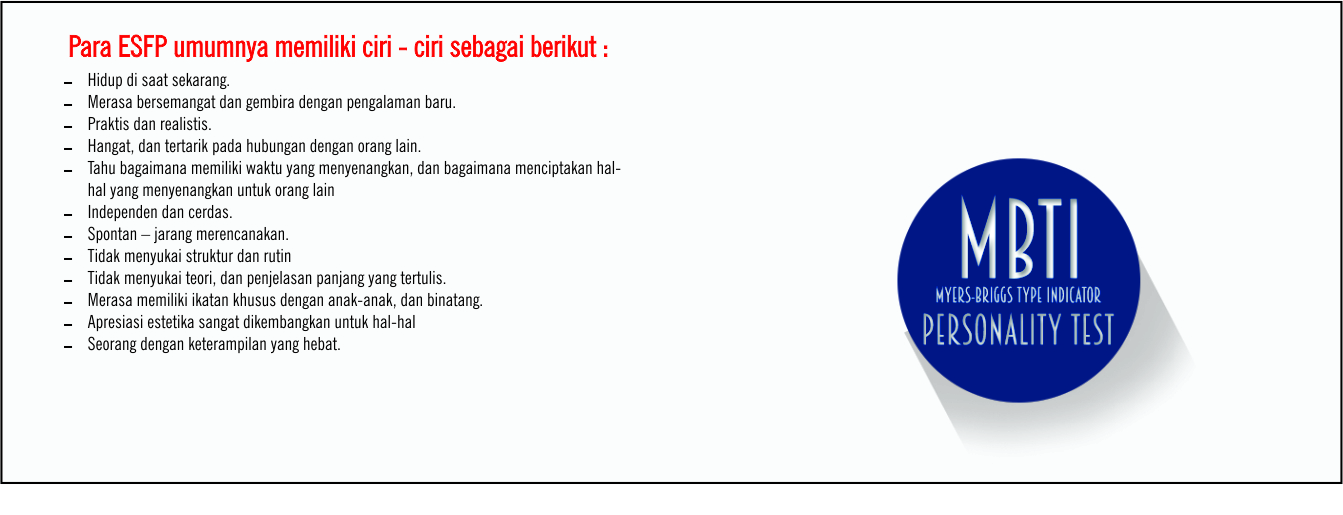 Para ESFP umumnya memiliki ciri - ciri sebagai berikut :
- Hidup di saat sekarang.
- Merasa bersemangat dan gembira dengan pengalaman baru.
- Praktis dan realistis.
- Hangat, dan tertarik pada hubungan dengan orang lain.
- Tahu bagaimana memiliki waktu yang menyenangkan, dan bagaimana menciptakan hal-
hal yang menyenangkan untuk orang lain
- Independen dan cerdas.
- Spontan – jarang merencanakan.
- Tidak menyukai struktur dan rutin
- Tidak menyukai teori, dan penjelasan panjang yang tertulis.
- Merasa memiliki ikatan khusus dengan anak-anak, dan binatang.
- Apresiasi estetika sangat dikembangkan untuk hal-hal
- Seorang dengan keterampilan yang hebat.
MBTI
MYERS-BRIGGS TYPE INDICATOR
PERSONALITY TEST